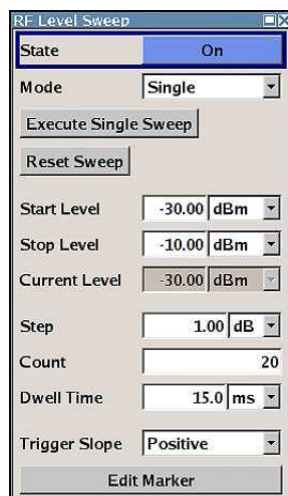 RF Level Sweep
State On
Mode Single
Execute Single Sweep
Reset Sweep
Start Level -30.00 dBm
Stop Level -10.00 dBm
Current Level -30.00 dBm
Step 1.00 dB
Count 20
Dwell Time 15.0 ms
Trigger Slope Positive
Edit Marker